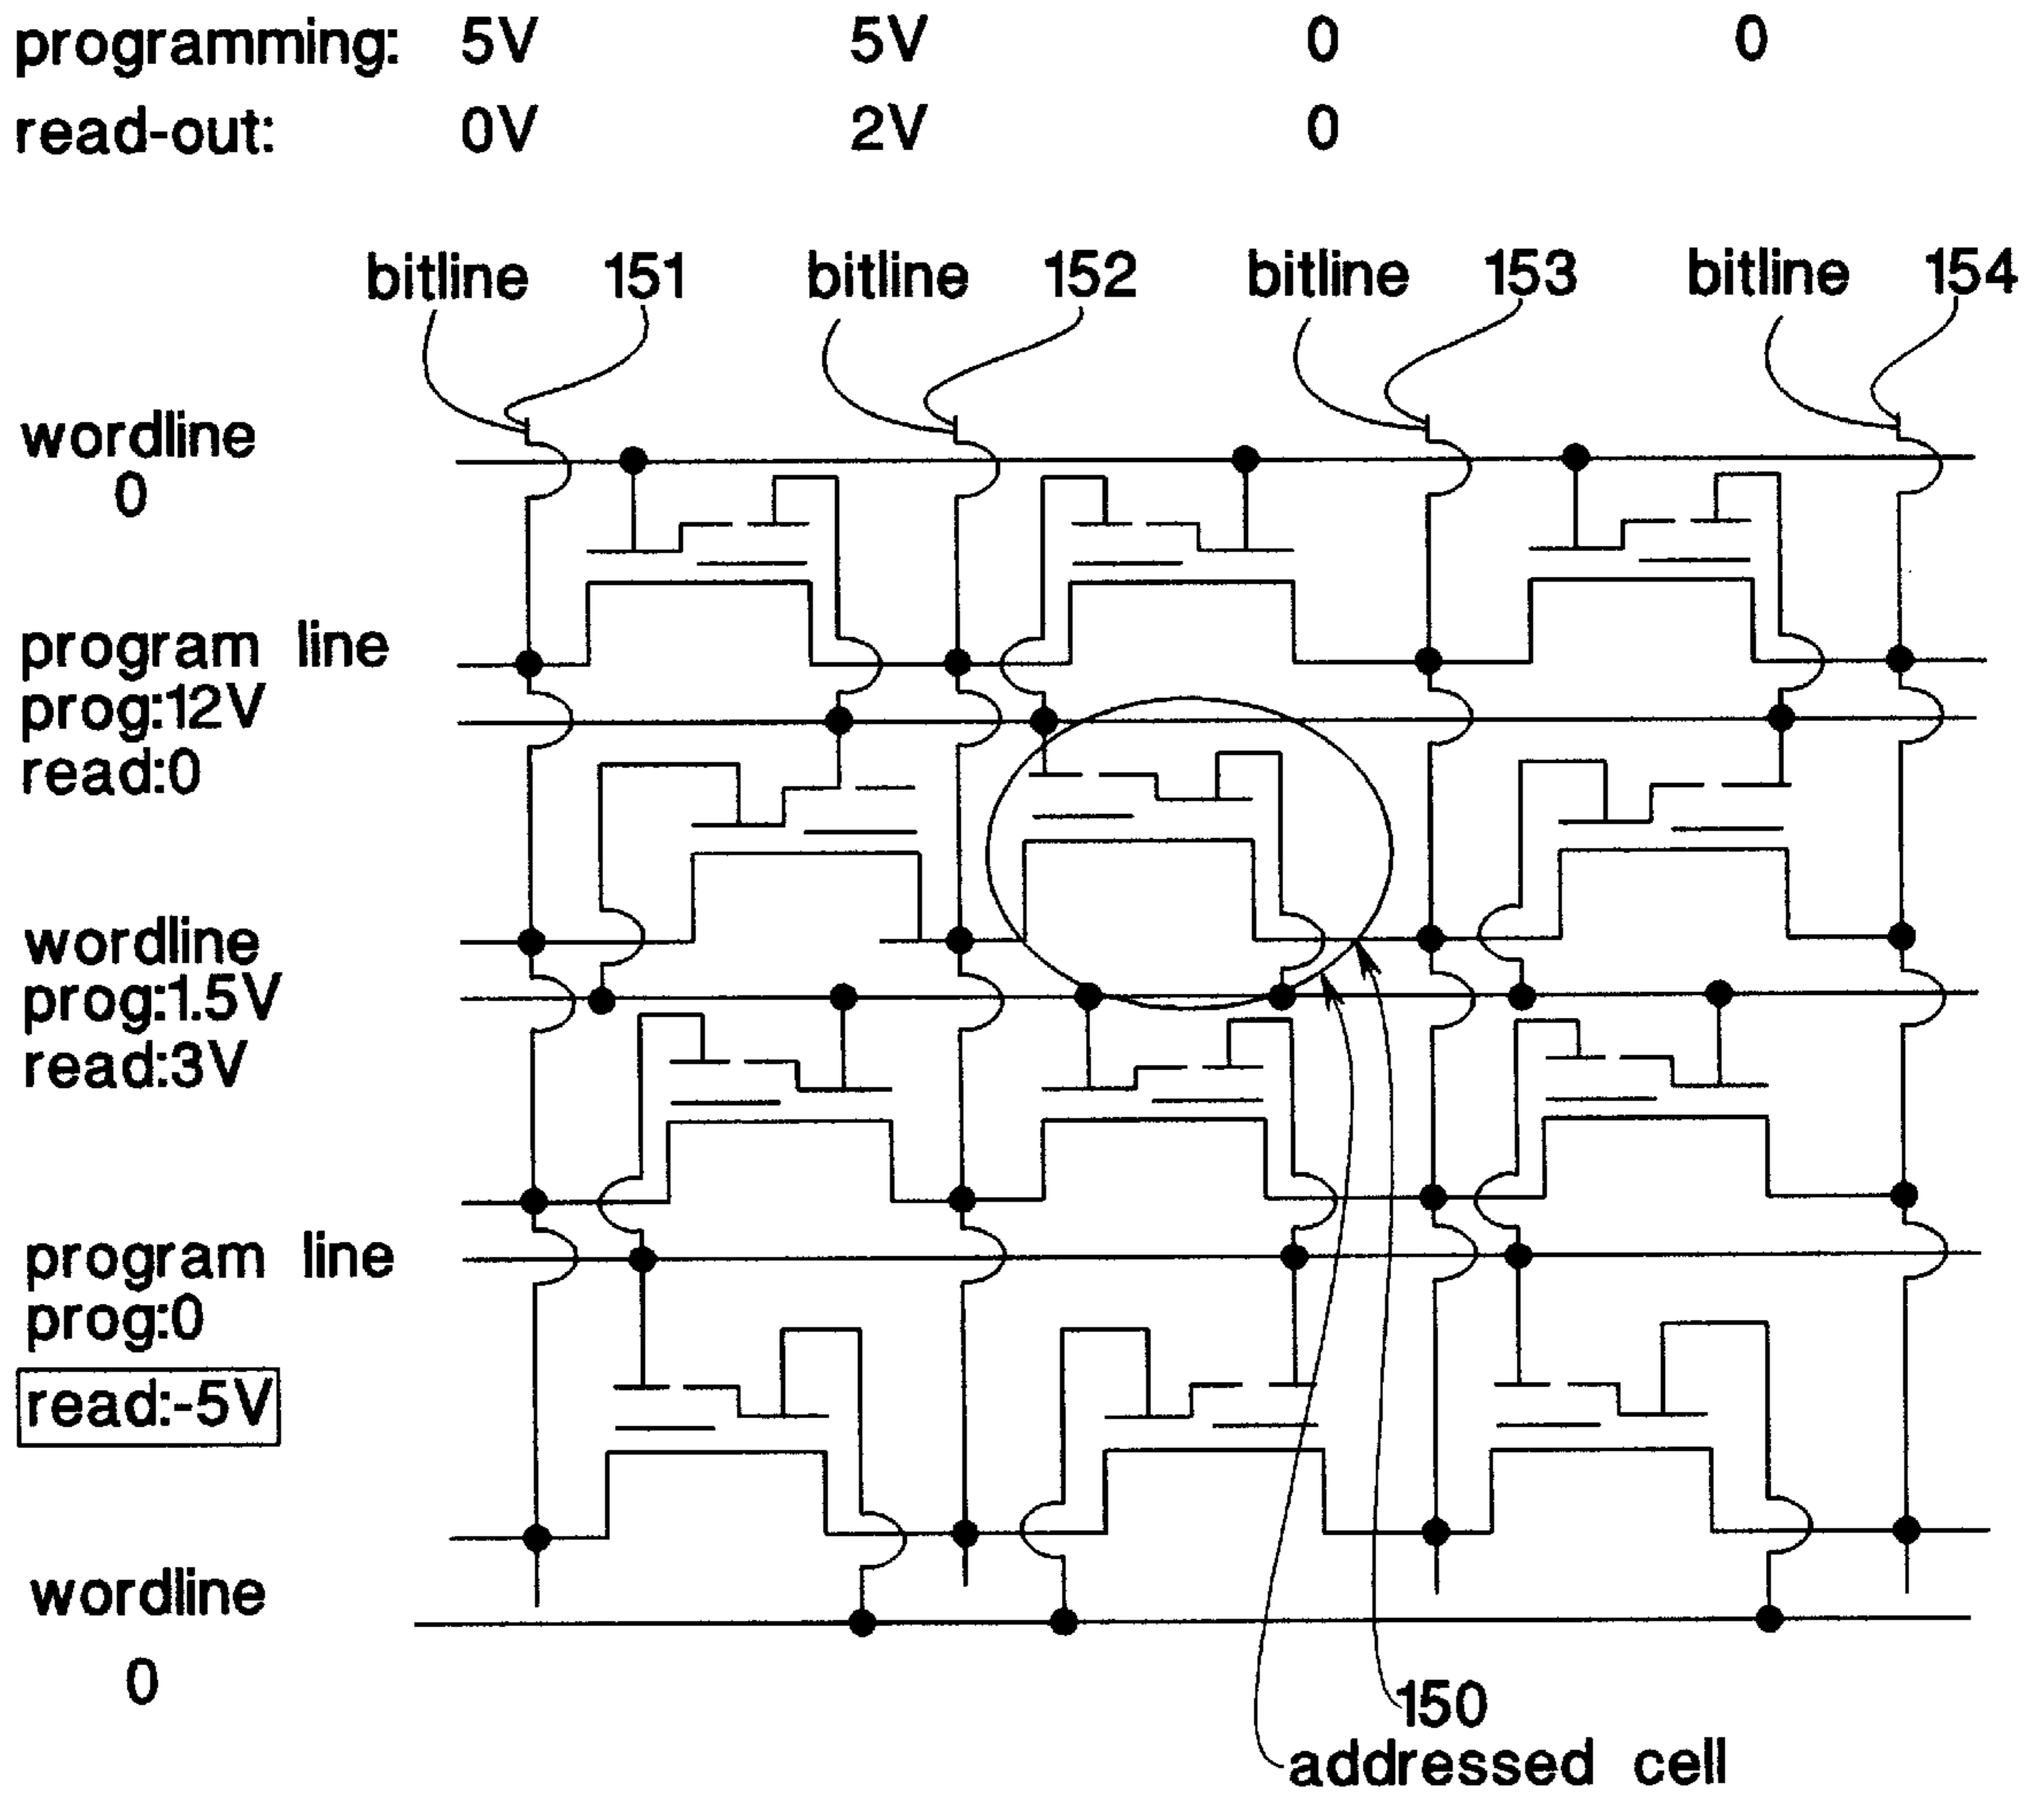 programming: 5V 5V 0 0
read-out: 0V 2V 0
bitline 151 bitline 152 bitline 153 bitline 154
wordline
0
program line
prog:12V
read:0
wordline
prog:1.5V
read:3V
program line
prog:0
read:-5V
wordline
0
150
addressed cell